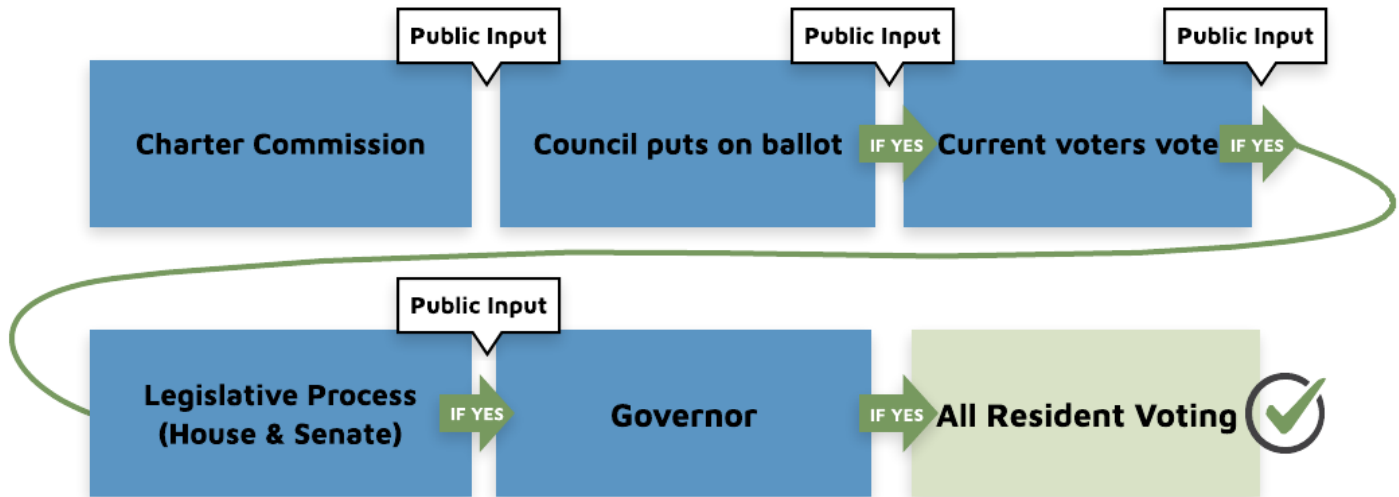 Public Input
Public Input
Public Input
Charter Commission
Council puts on ballot
IF YES
Current voters vote
IF YES
Public Input
Legislative Process
(House & Senate)
IF YES
Governor
IF YES
All Resident Voting